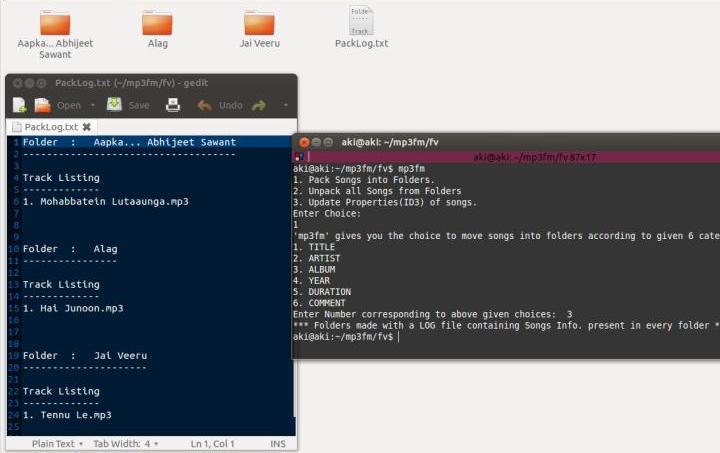 Aapka... Abhijeet
Sawant
Alag
Jai Veeru
PackLog.txt
Folde-
-----
Track
PackLog.txt (~/mp3fm/fv) - gedit
Open
Save
Undo
PackLog.txt
1 Folder  :   Aapka... Abhijeet Sawant
2 ------------------------------------
3
4 Track Listing
5 -------------
6 1. Mohabbatein Lutaaunga.mp3
7
8
9
10 Folder  :   Alag
11 ----------------
12
13 Track Listing
14 -------------
15 1. Hai Junoon.mp3
16
17
18
19 Folder  :   Jai Veeru
20 ---------------------
21
22 Track Listing
23 -------------
24 1. Tennu Le.mp3
25
Plain Text   Tab Width: 4   Ln 1, Col 1   INS
aki@aki: ~/mp3fm/fv
aki@aki: ~/mp3fm/fv 87x17
aki@aki:~/mp3fm/fv$ mp3fm
1. Pack Songs into Folders.
2. Unpack all Songs from Folders
3. Update Properties(ID3) of songs.
Enter Choice:
1
'mp3fm' gives you the choice to move songs into folders according to given 6 cate
1. TITLE
2. ARTIST
3. ALBUM
4. YEAR
5. DURATION
6. COMMENT
Enter Number corresponding to above given choices:  3
*** Folders made with a LOG file containing Songs Info. present in every folder *
aki@aki:~/mp3fm/fv$